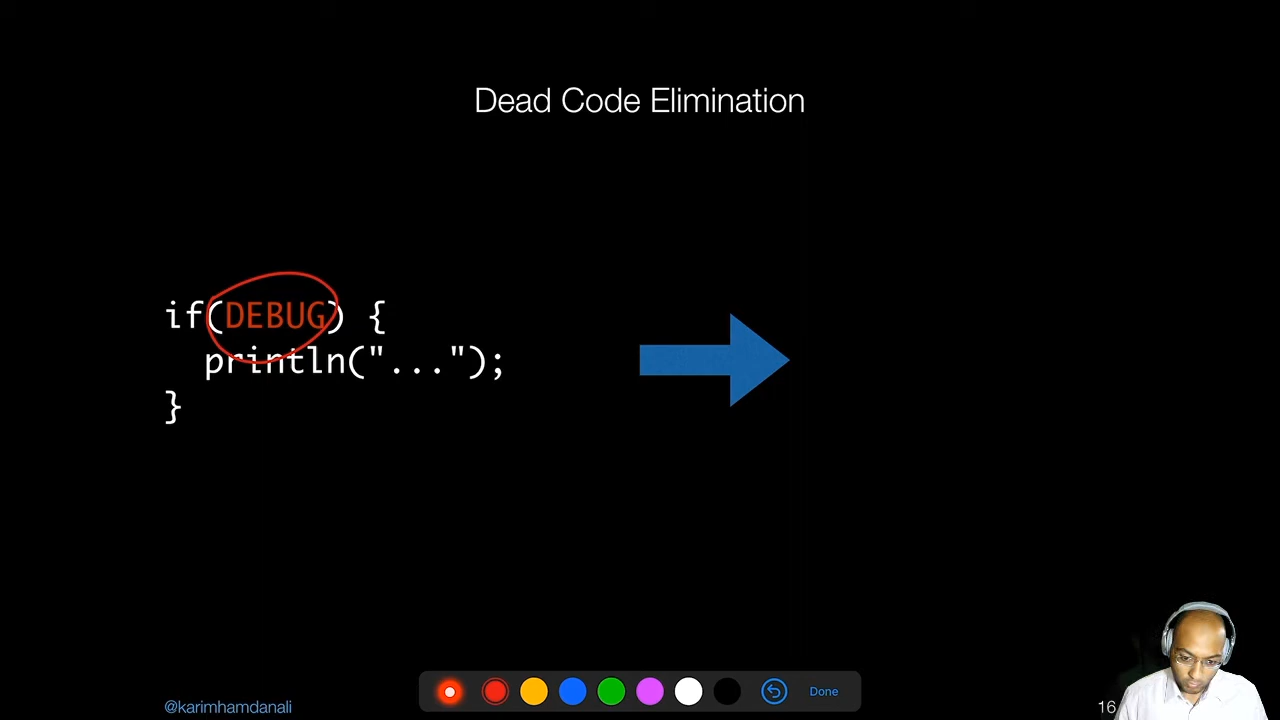 Dead Code Elimination
if(DEBUG) {
  println("...");
}
@karimhamdanali
Done
16